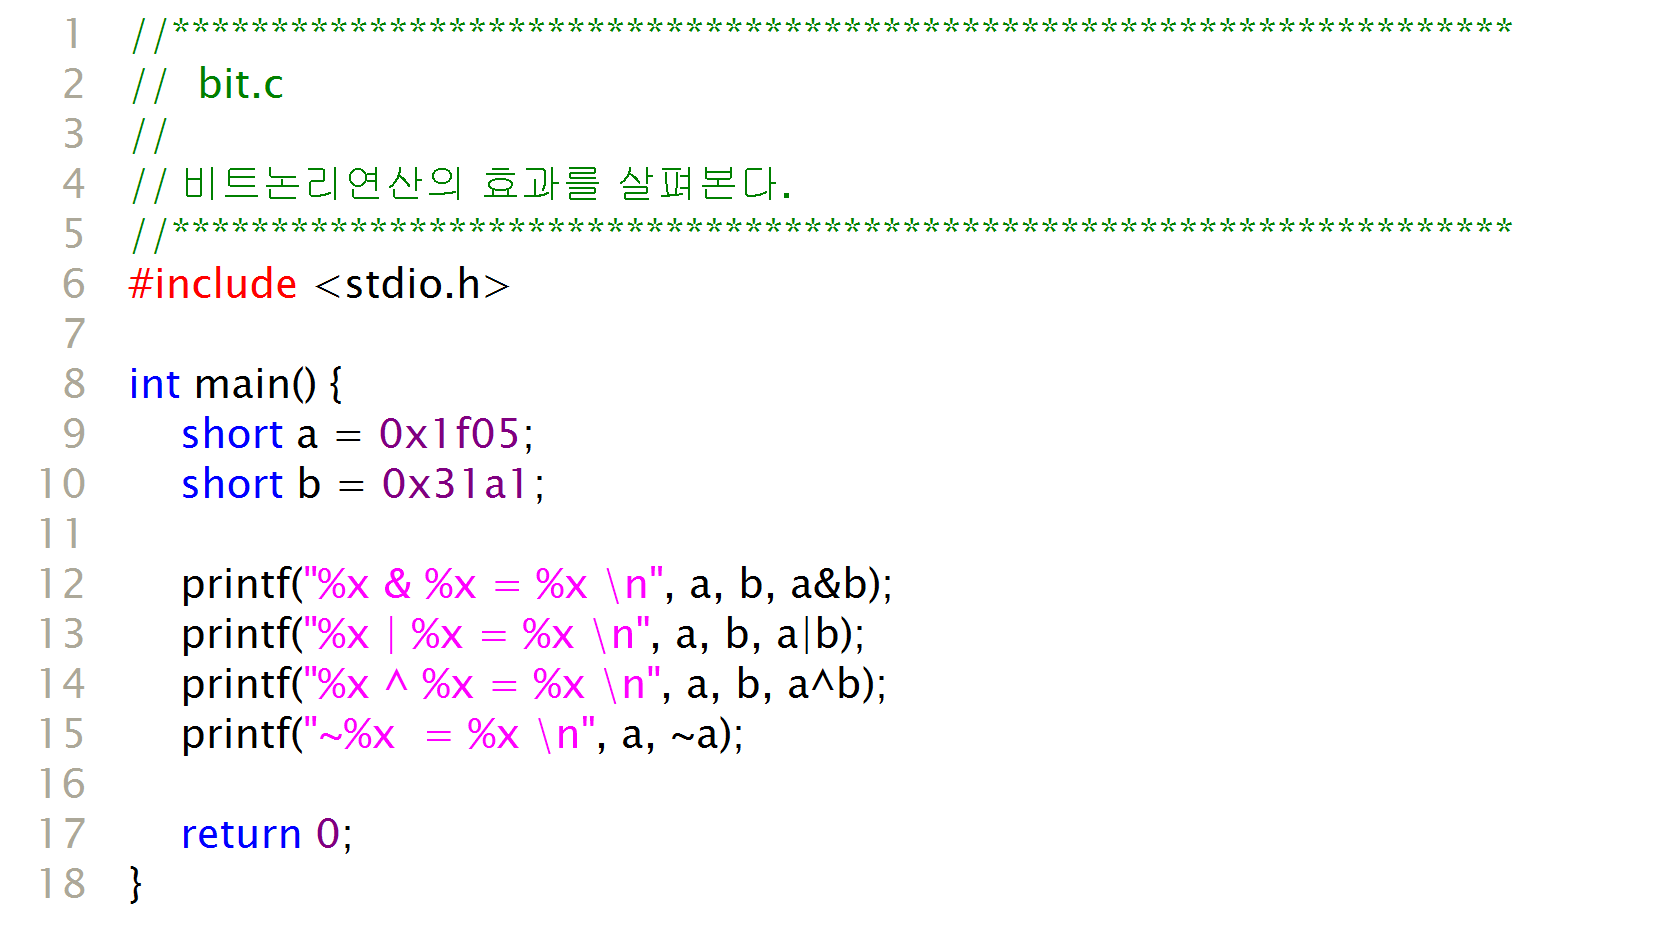 1 //********************************************************************
2 //  bit.c
3 //
4 // 비트논리연산의 효과를 살펴본다.
5 //********************************************************************
6 #include <stdio.h>
7
8 int main() {
9    short a = 0x1f05;
10    short b = 0x31a1;
11
12    printf("%x & %x = %x \n", a, b, a&b);
13    printf("%x | %x = %x \n", a, b, a|b);
14    printf("%x ^ %x = %x \n", a, b, a^b);
15    printf("~%x  = %x \n", a, ~a);
16
17    return 0;
18 }